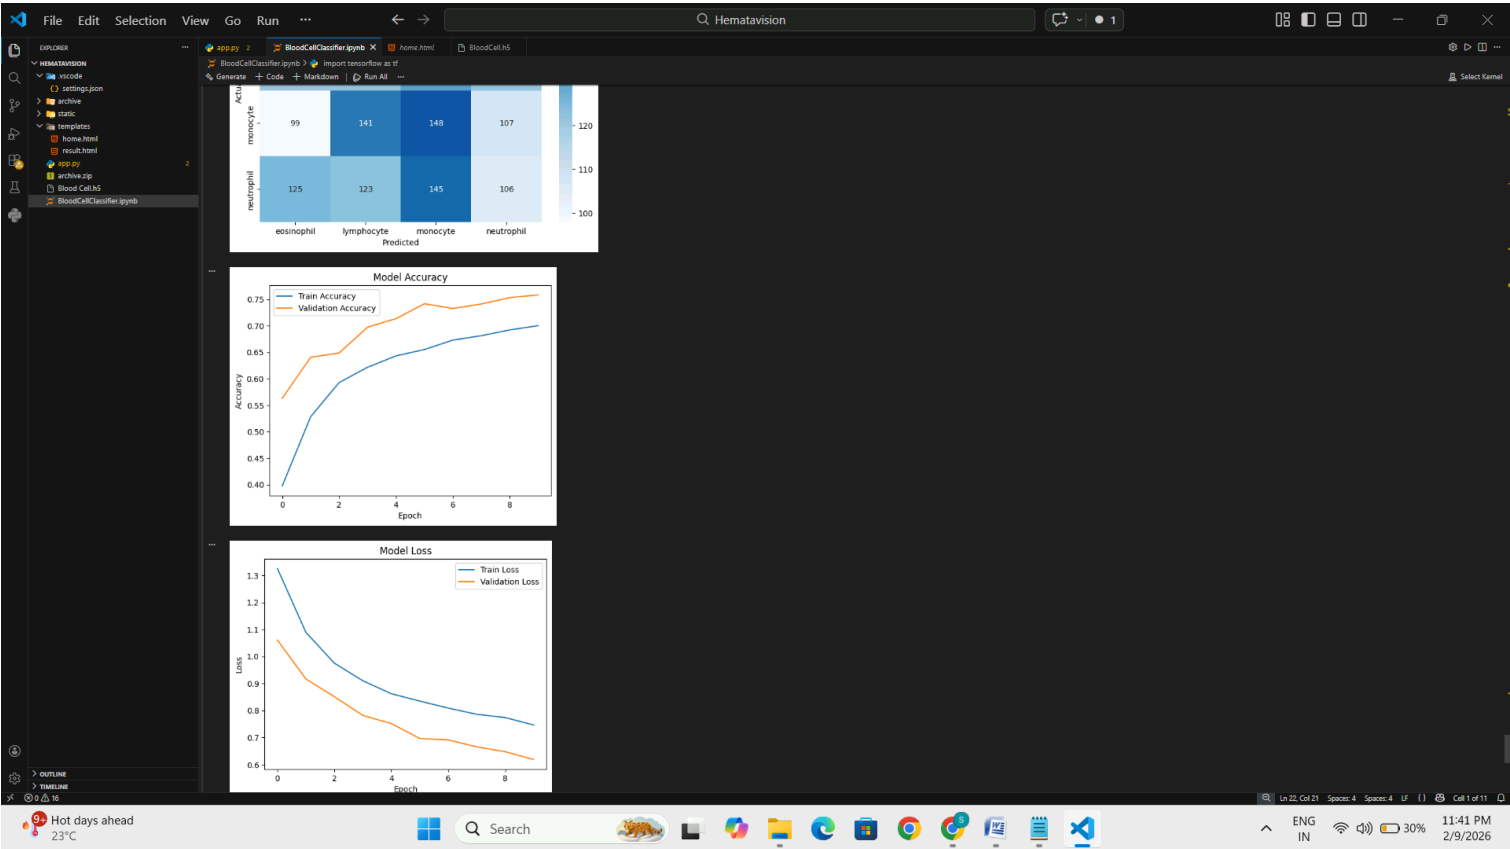 File Edit Selection View Go Run ···
Hematavision
1
EXPLORER ···
HEMATAVISION
.vscode
settings.json
archive
static
templates
home.html
result.html
app.py 2
archive.zip
Blood Cell.h5
BloodCellClassifier.ipynb
app.py 2
BloodCellClassifier.ipynb
home.html
BloodCell.h5
BloodCellClassifier.ipynb > import tensorflow as tf
Generate + Code + Markdown Run All ···
Select Kernel
Actua
monocyte
99 141 148 107
neutrophil
125 123 145 106
120
110
100
eosinophil lymphocyte monocyte neutrophil
Predicted
Model Accuracy
Train Accuracy
Validation Accuracy
0.75
0.70
0.65
0.60
0.55
0.50
0.45
0.40
Accuracy
0 2 4 6 8
Epoch
Model Loss
Train Loss
Validation Loss
1.3
1.2
1.1
1.0
0.9
0.8
0.7
0.6
Loss
0 2 4 6 8
Epoch
OUTLINE
TIMELINE
0 16
Ln 22, Col 21 Spaces: 4 Spaces: 4 LF { } Cell 1 of 11
9+
Hot days ahead
23°C
Search
S
ENG
IN
30%
11:41 PM
2/9/2026